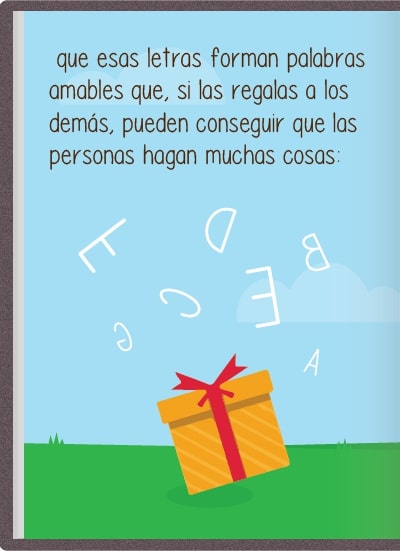 que esas letras forman palabras
amables que, si las regalas a los
demás, pueden conseguir que las
personas hagan muchas cosas:
D
F
B
E
C
G
A